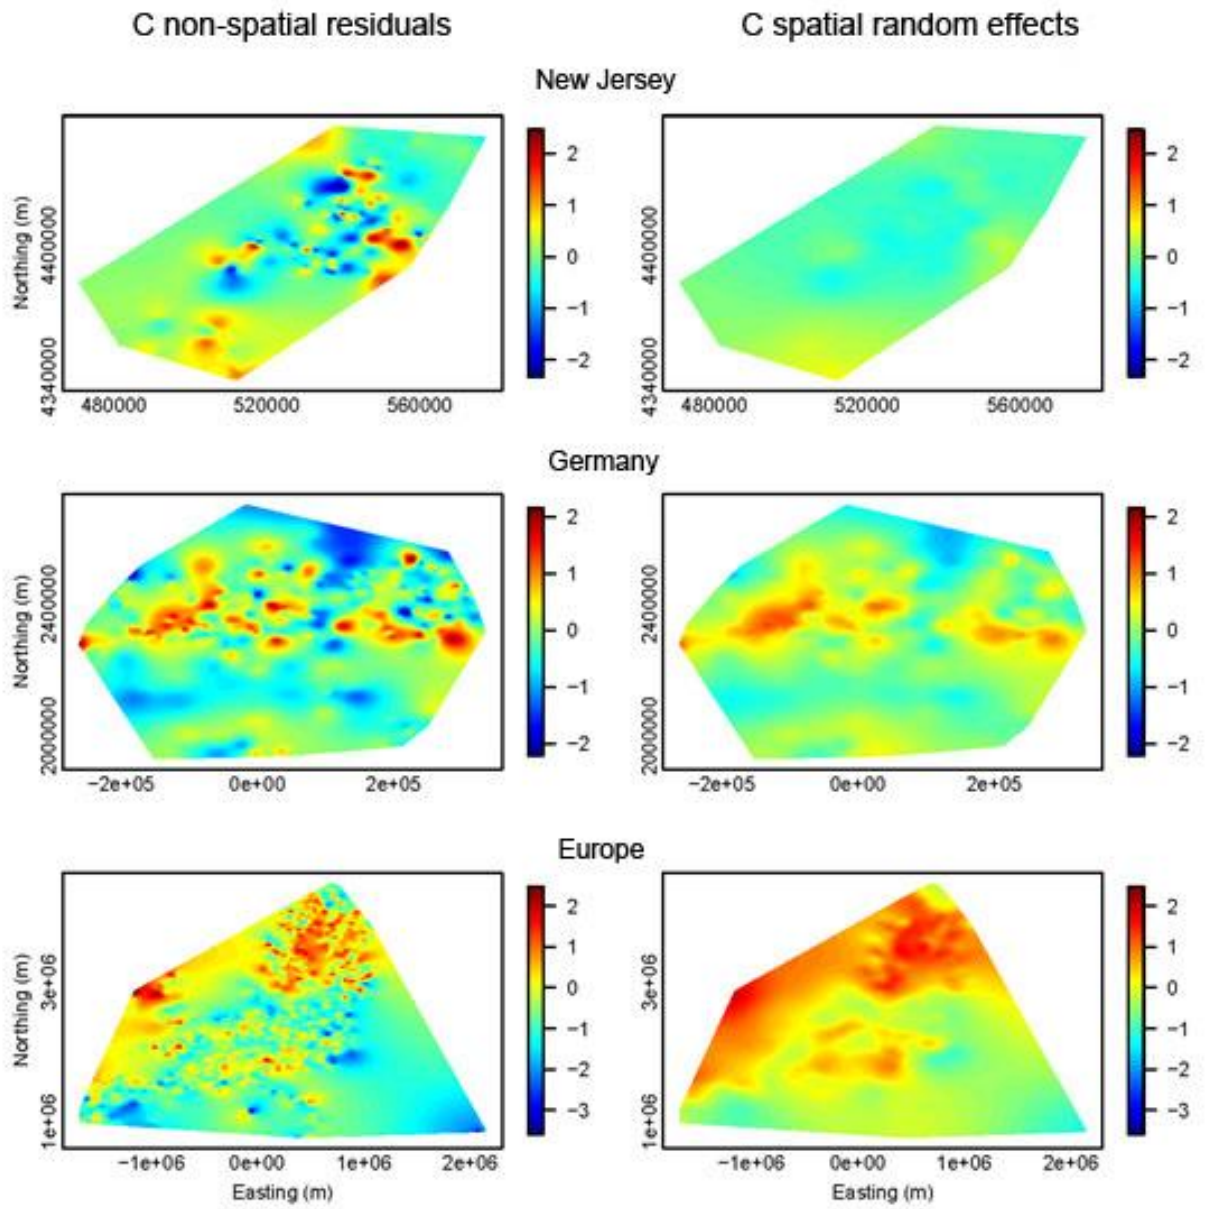 C non-spatial residuals
C spatial random effects
New Jersey
Northing (m)
4340000 4400000
480000 520000 560000
2
1
0
−1
−2
4340000 4400000
480000 520000 560000
2
1
0
−1
−2
Germany
Northing (m)
20000000 2400000
−2e+05 0e+00 2e+05
2
1
0
−1
−2
20000000 2400000
−2e+05 0e+00 2e+05
2
1
0
−1
−2
Europe
Northing (m)
1e+06 3e+06
−1e+06 0e+00 1e+06 2e+06
Easting (m)
2
1
0
−1
−2
−3
1e+06 3e+06
−1e+06 0e+00 1e+06 2e+06
Easting (m)
2
1
0
−1
−2
−3